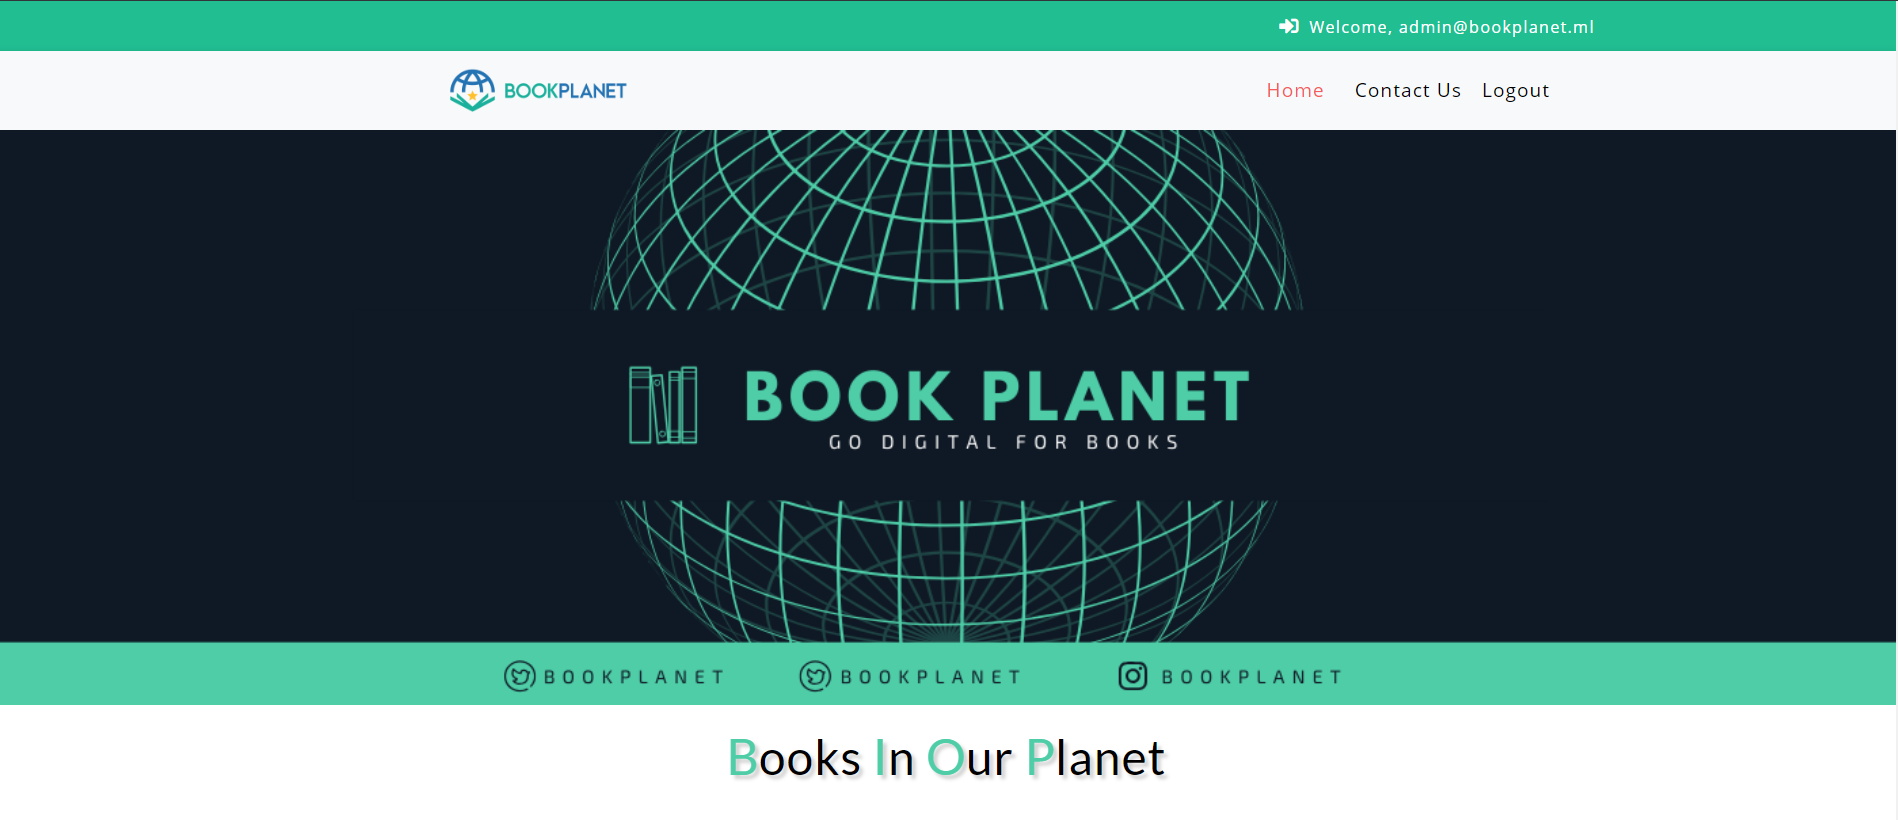 Welcome, admin@bookplanet.ml
BOOKPLANET
Home Contact Us Logout
BOOK PLANET
GO DIGITAL FOR BOOKS
BOOKPLANET BOOKPLANET BOOKPLANET
Books In Our Planet